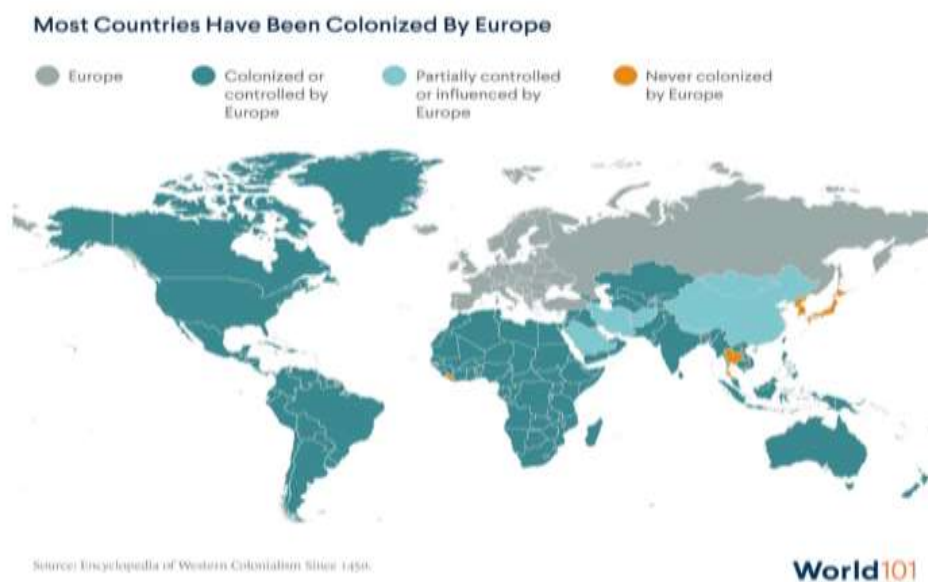 Most Countries Have Been Colonized By Europe
Europe
Colonized or
controlled by
Europe
Partially controlled
or influenced by
Europe
Never colonized
by Europe
Source: Encyclopedia of Western Colonialism Since 1450.
World101